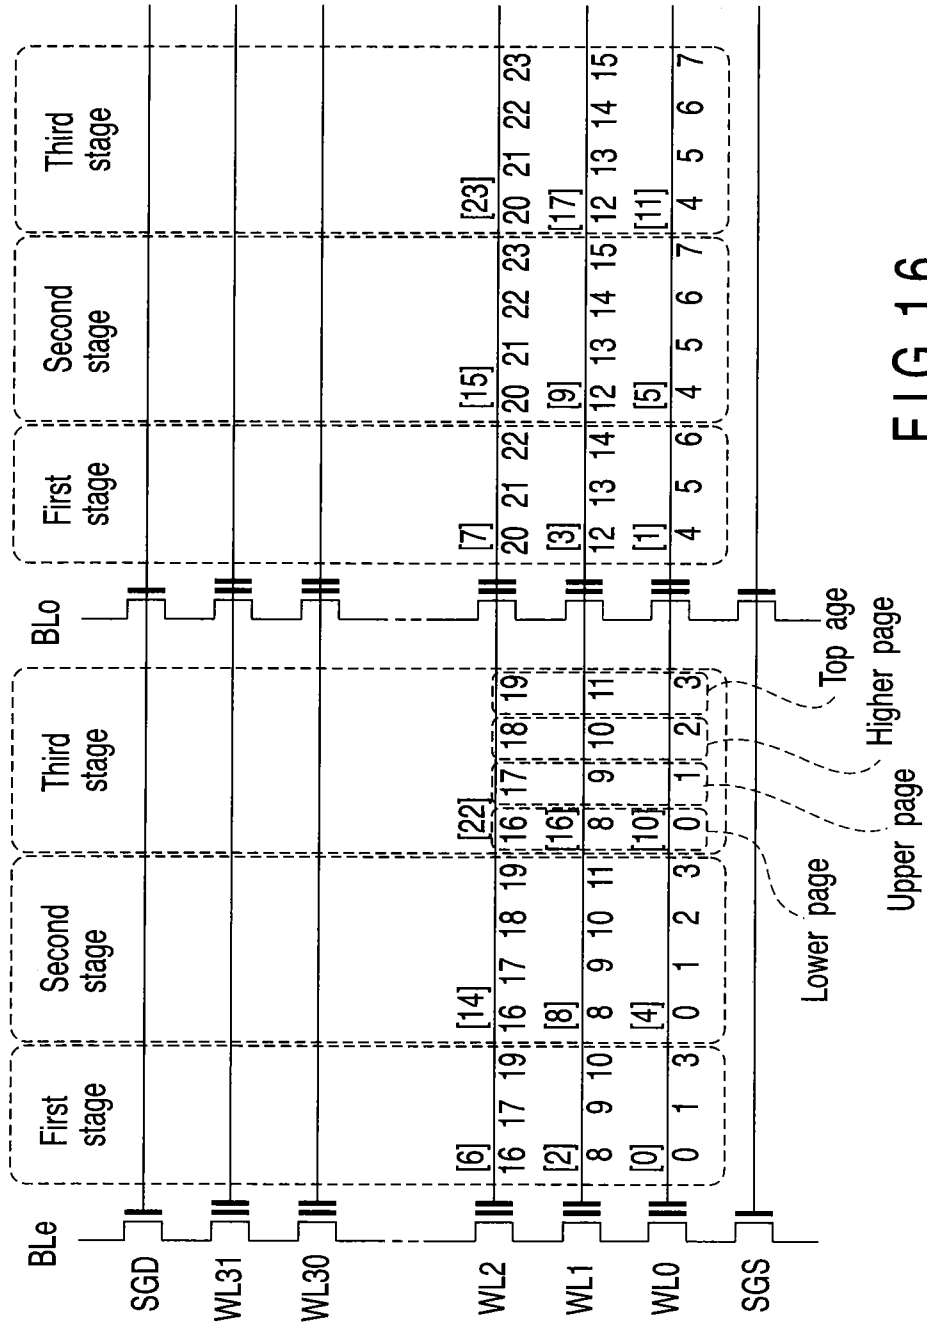 BLe First Second Third BLo First Second Third
stage stage stage stage stage stage
SGD
WL31
WL30
[6] [14] [22] [7] [15] [23]
WL2 16 17 19 16 17 18 19 16 17 18 19 20 21 22 20 21 22 23 20 21 22 23
[2] [8] [16] [3] [9] [17]
WL1 8 9 10 8 9 10 11 8 9 10 11 12 13 14 12 13 14 15 12 13 14 15
[0] [4] [10] [1] [5] [11]
WL0 0 1 3 0 1 2 3 0 1 2 3 4 5 6 4 5 6 7 4 5 6 7
SGS
Lower page
Top age
Higher page
Upper page
FIG 16